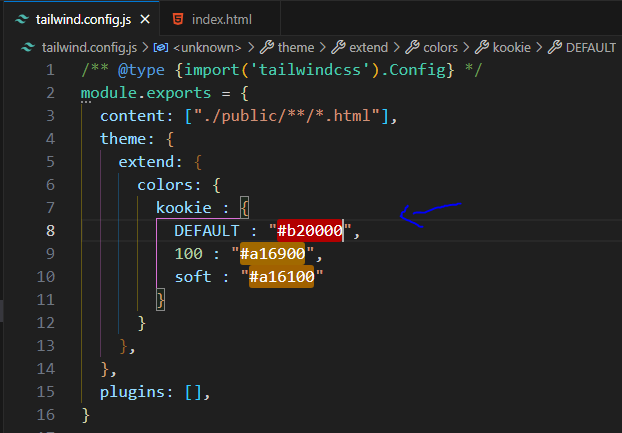 tailwind.config.js X index.html
tailwind.config.js > <unknown> > theme > extend > colors > kookie > DEFAULT
1 /** @type {import('tailwindcss').Config} */
2 module.exports = {
3 content: ["./public/**/*.html"],
4 theme: {
5 extend: {
6 colors: {
7 kookie : {
8 DEFAULT : "#b20000",
9 100 : "#a16900",
10 soft : "#a16100"
11 }
12 }
13 },
14 },
15 plugins: [],
16 }
17